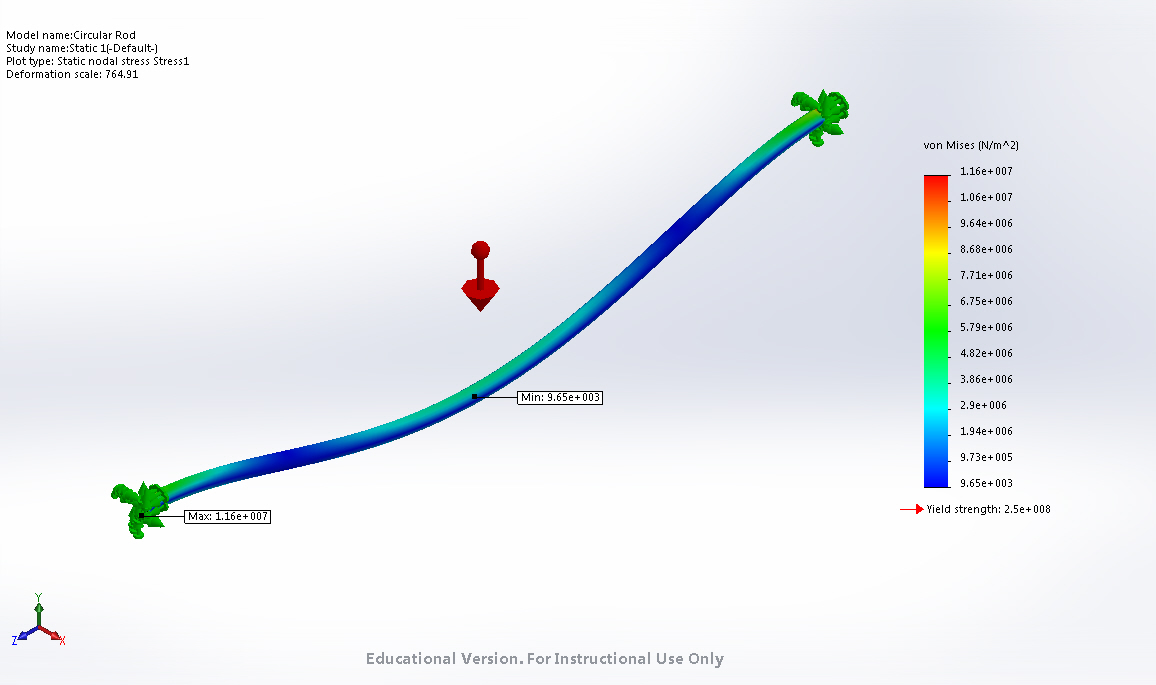 Model name:Circular Rod
Study name:Static 1(-Default-)
Plot type: Static nodal stress Stress1
Deformation scale: 764.91
von Mises (N/m^2)
1.16e+007
1.06e+007
9.64e+006
8.68e+006
7.71e+006
6.75e+006
5.79e+006
4.82e+006
3.86e+006
2.9e+006
1.94e+006
9.73e+005
9.65e+003
Yield strength: 2.5e+008
Min: 9.65e+003
Max: 1.16e+007
Y
Z
X
Educational Version. For Instructional Use Only